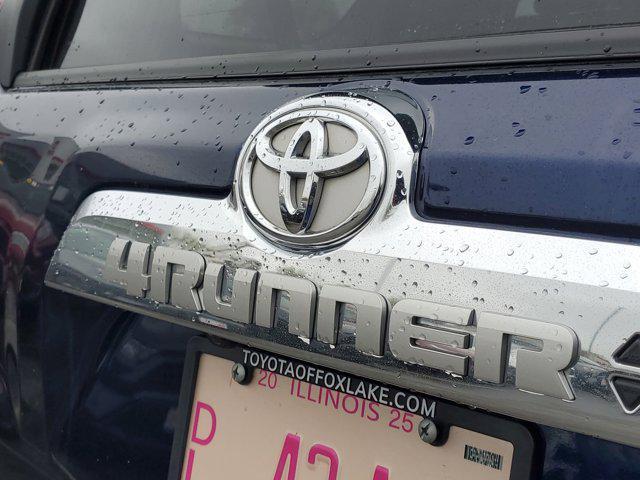 4RUNNER
TOYOTAOFFOXLAKE.COM
20 ILLINOIS 25
D